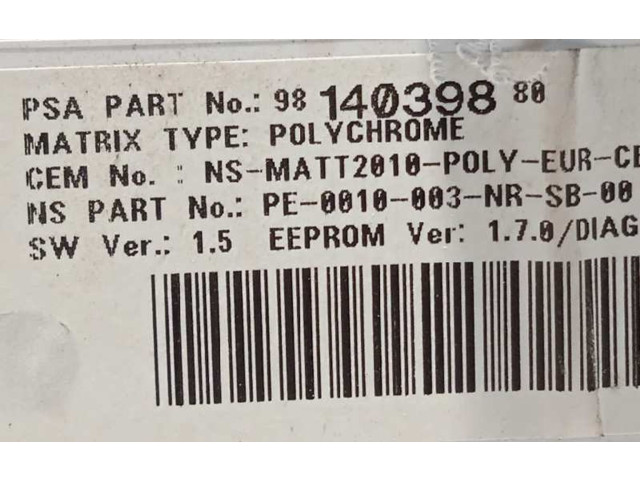 PSA PART No.: 98 140398 80
MATRIX TYPE: POLYCHROME
CEM No. : NS-MATT2010-POLY-EUR-CE
NS PART No.: PE-0010-003-NR-SB-00
SW Ver.: 1.5 EEPROM Ver: 1.7.0/DIAG